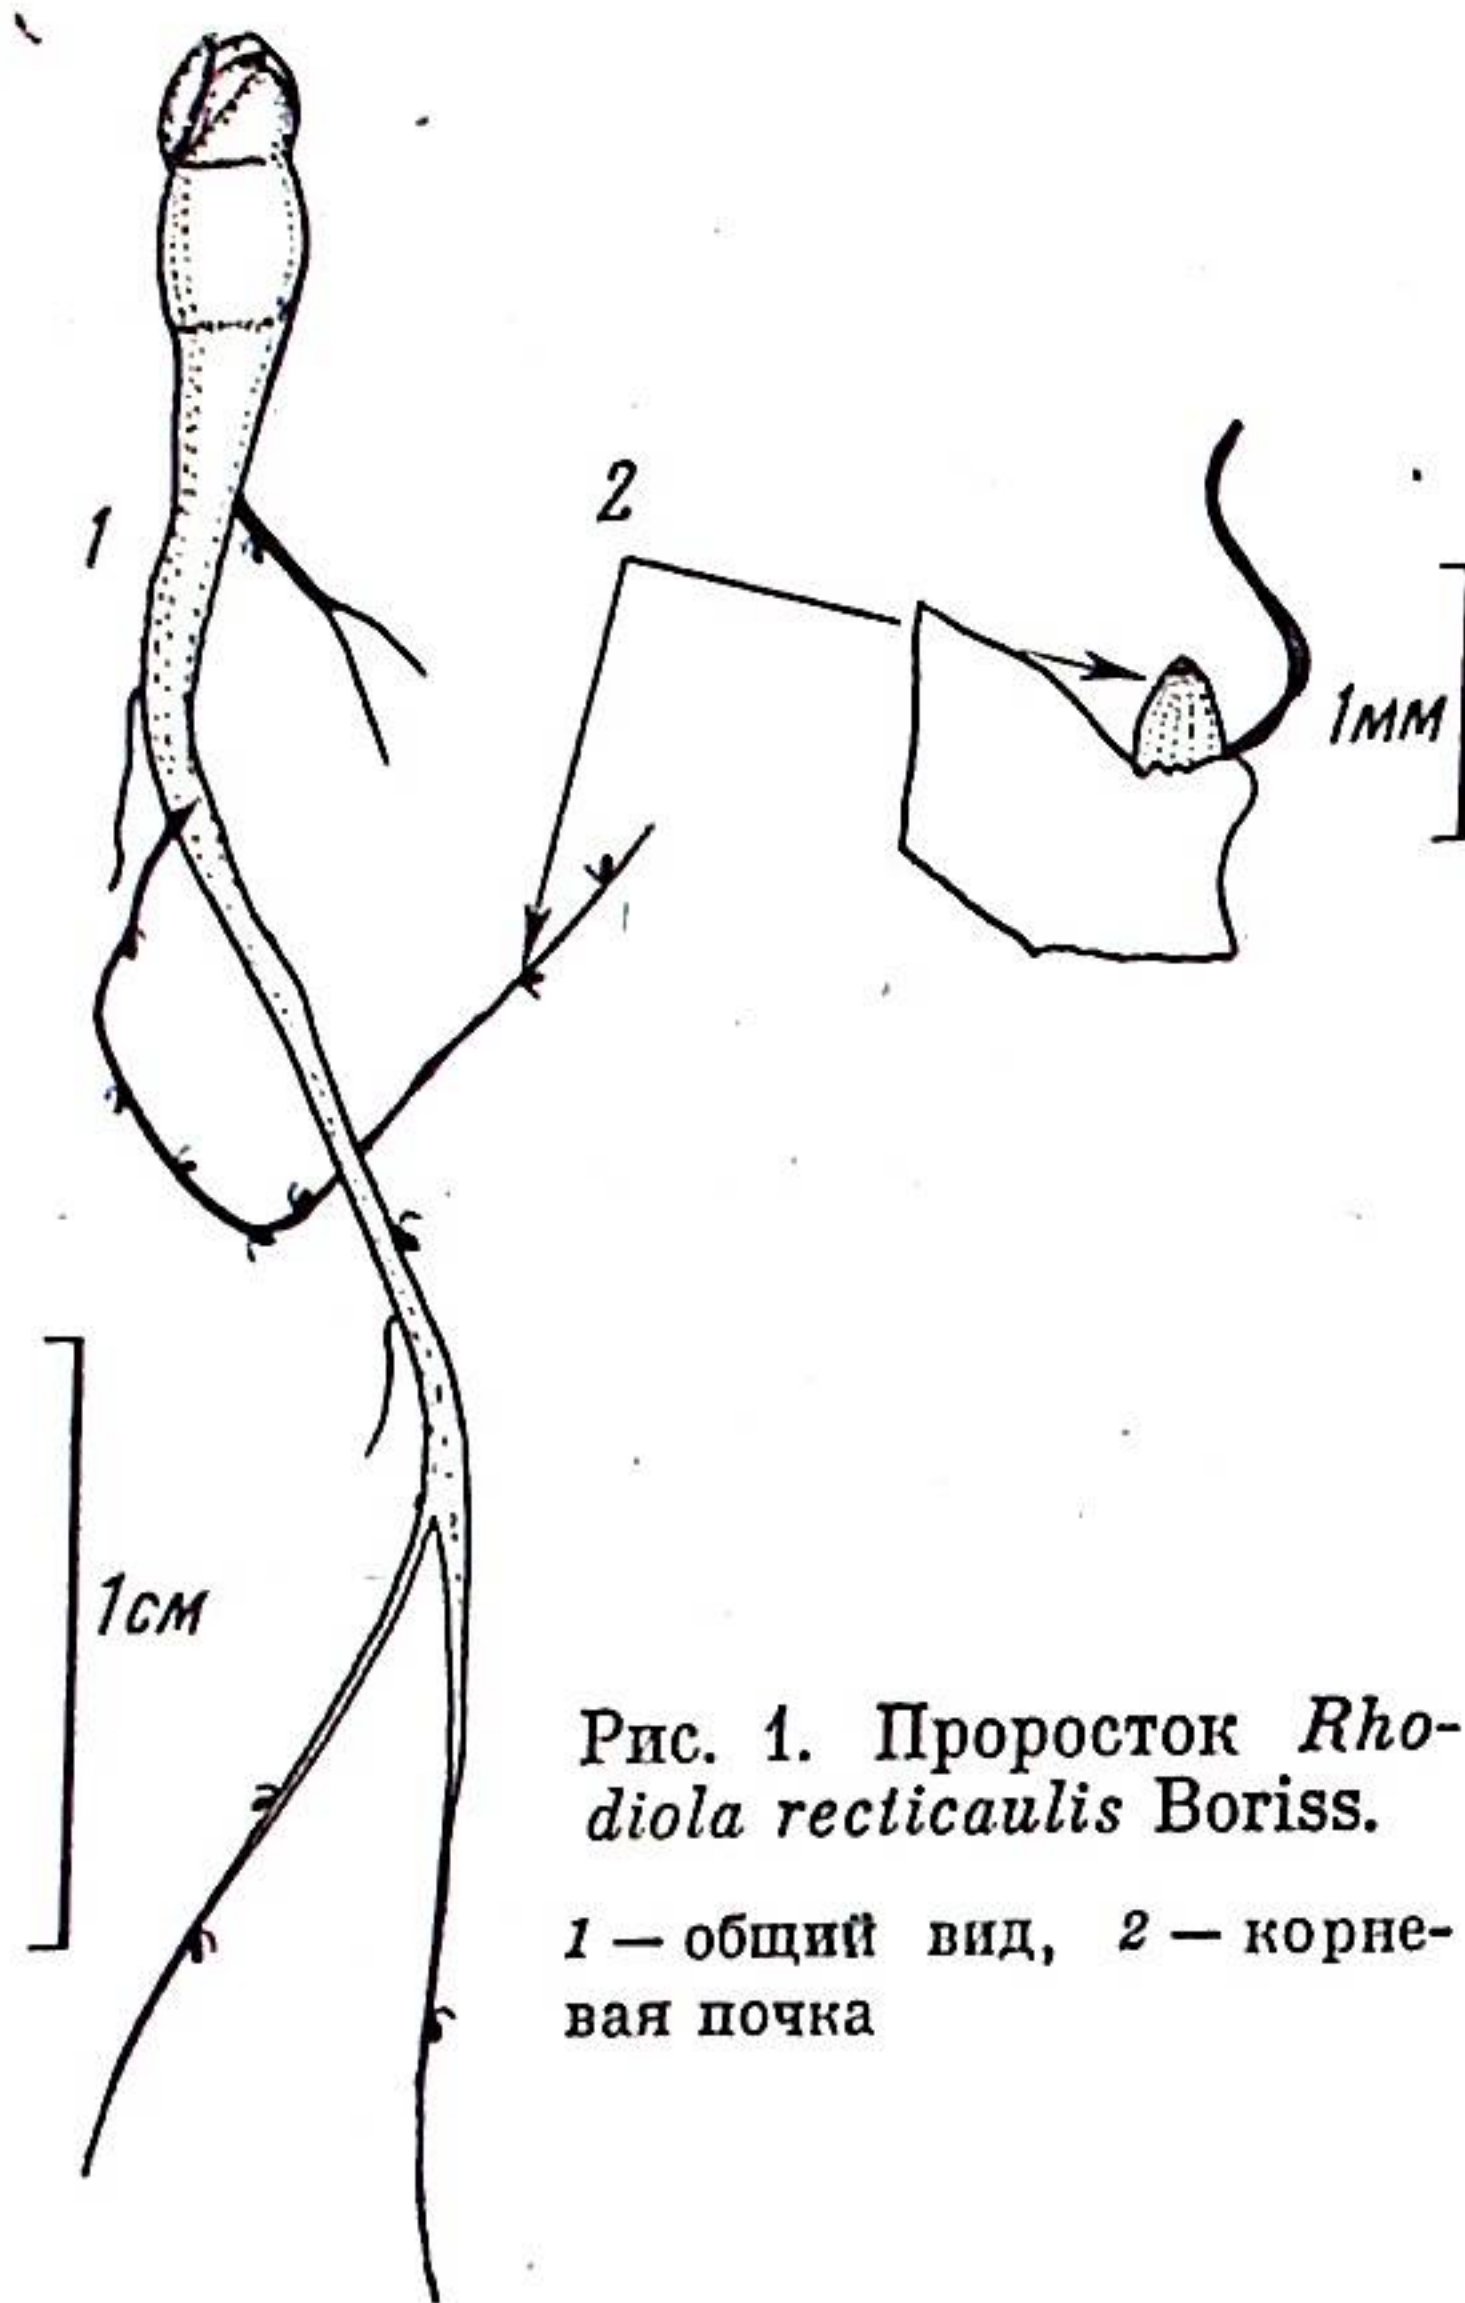 1
2
1мм
1см
Рис. 1. Проросток Rho-
diola recticaulis Boriss.
1 — общий вид, 2 — корне-
вая почка